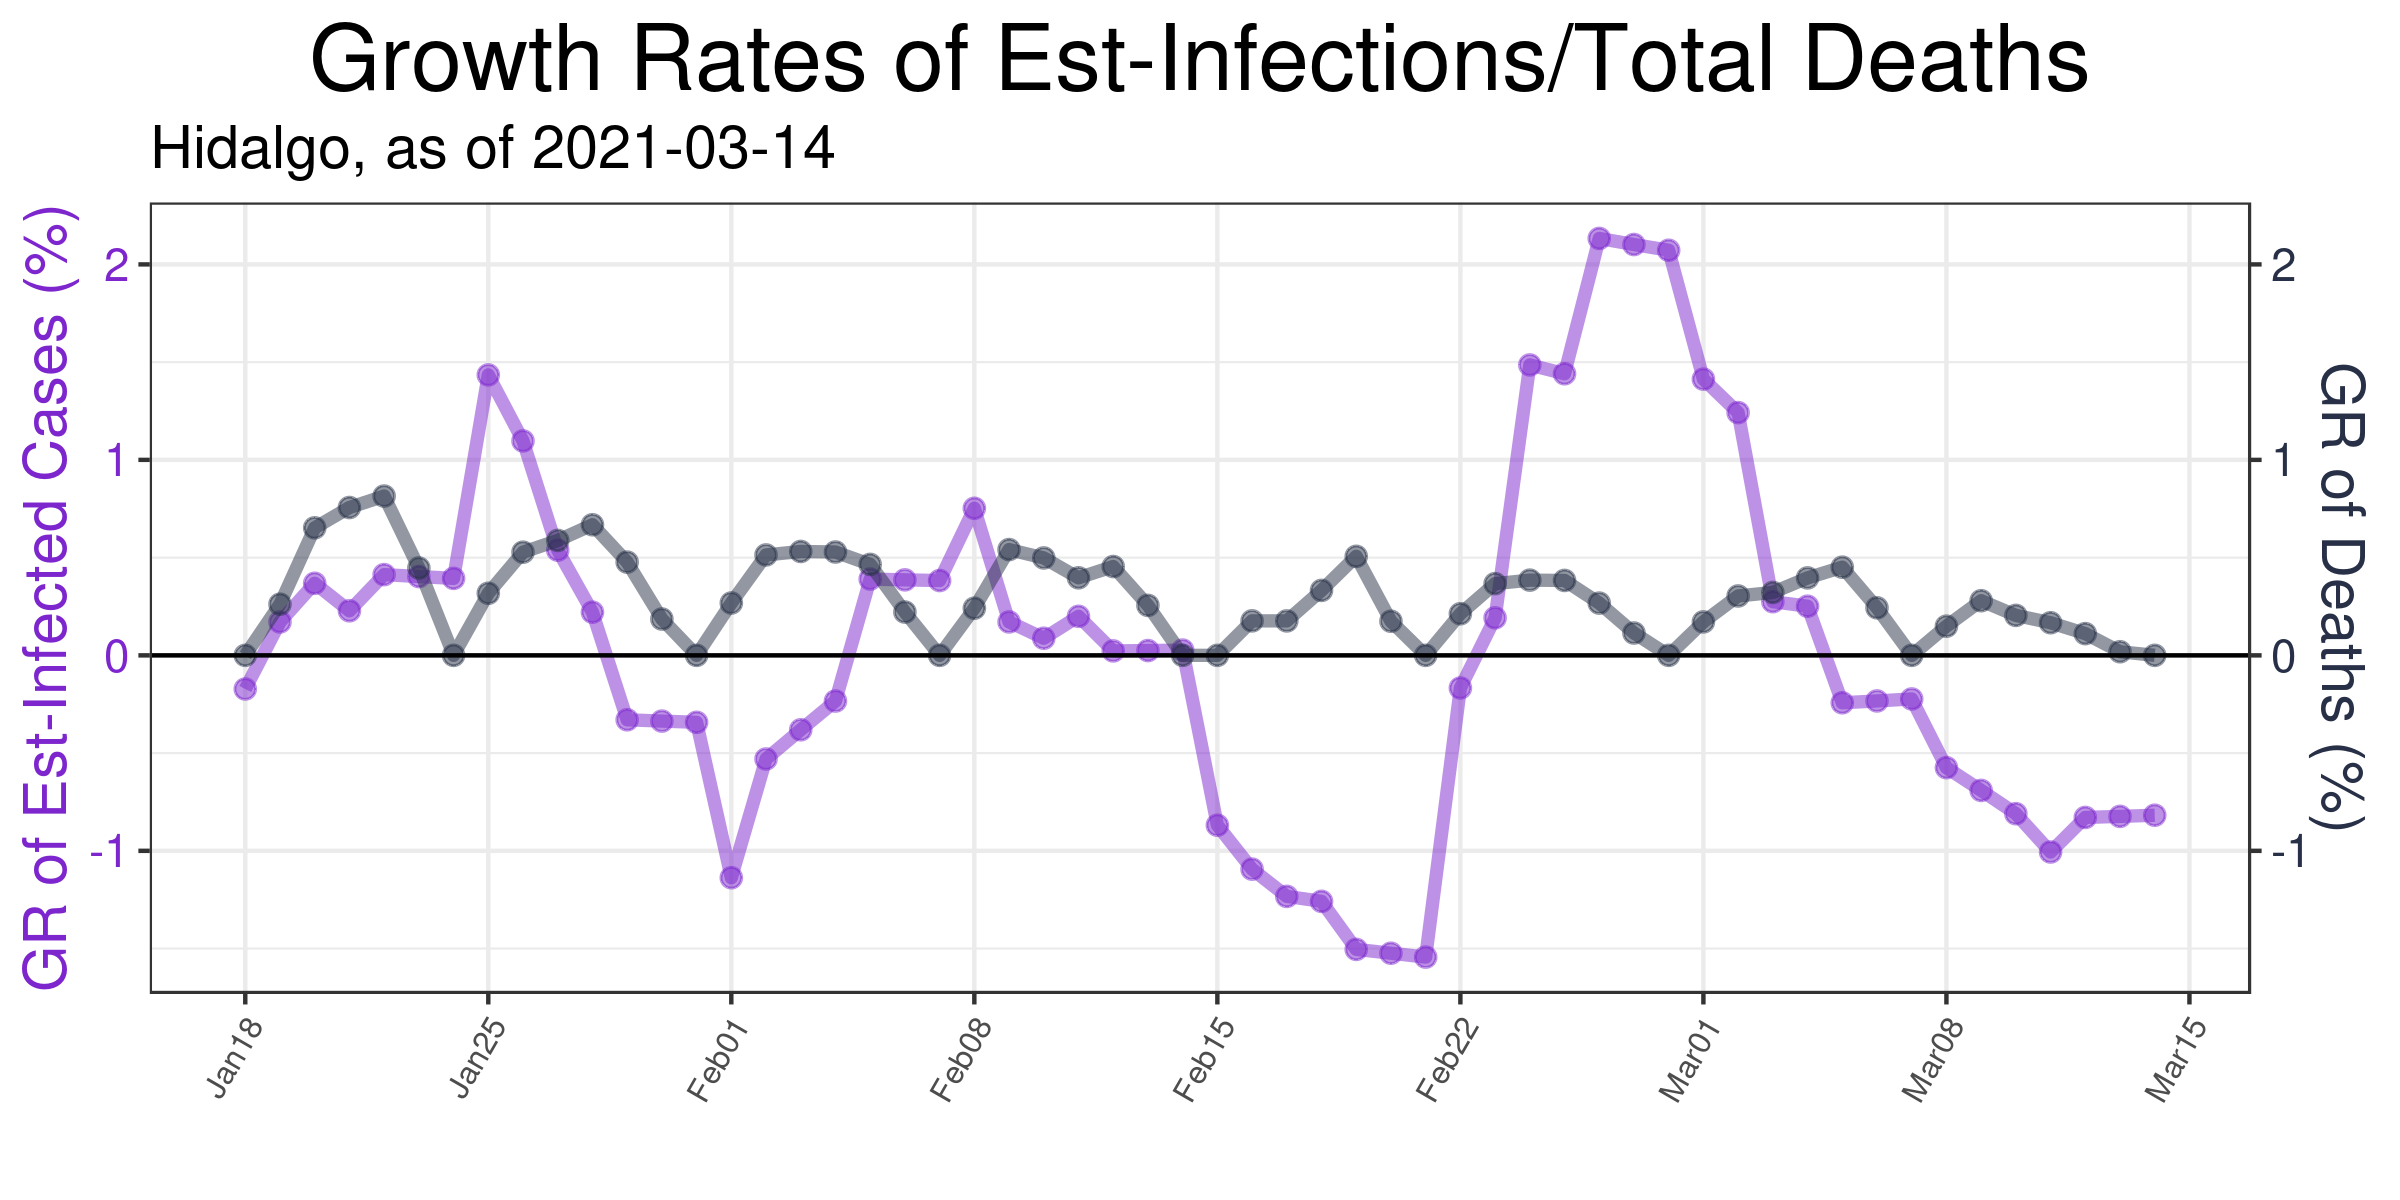 Growth Rates of Est-Infections/Total Deaths
Hidalgo, as of 2021-03-14
GR of Est-Infected Cases (%)
2
1
0
-1
2
1
0
-1
GR of Deaths (%)
Jan18
Jan25
Feb01
Feb08
Feb15
Feb22
Mar01
Mar08
Mar15